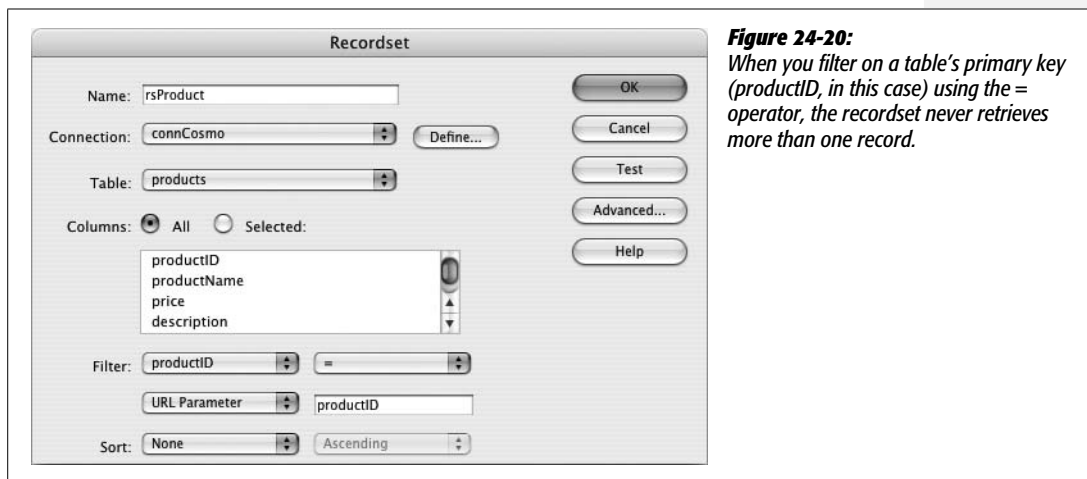 Recordset
Name: rsProduct
Connection: connCosmo Define...
Table: products
Columns: All Selected:
productID
productName
price
description
Filter: productID =
URL Parameter productID
Sort: None Ascending
OK
Cancel
Test
Advanced...
Help
Figure 24-20:
When you filter on a table's primary key
(productID, in this case) using the =
operator, the recordset never retrieves
more than one record.